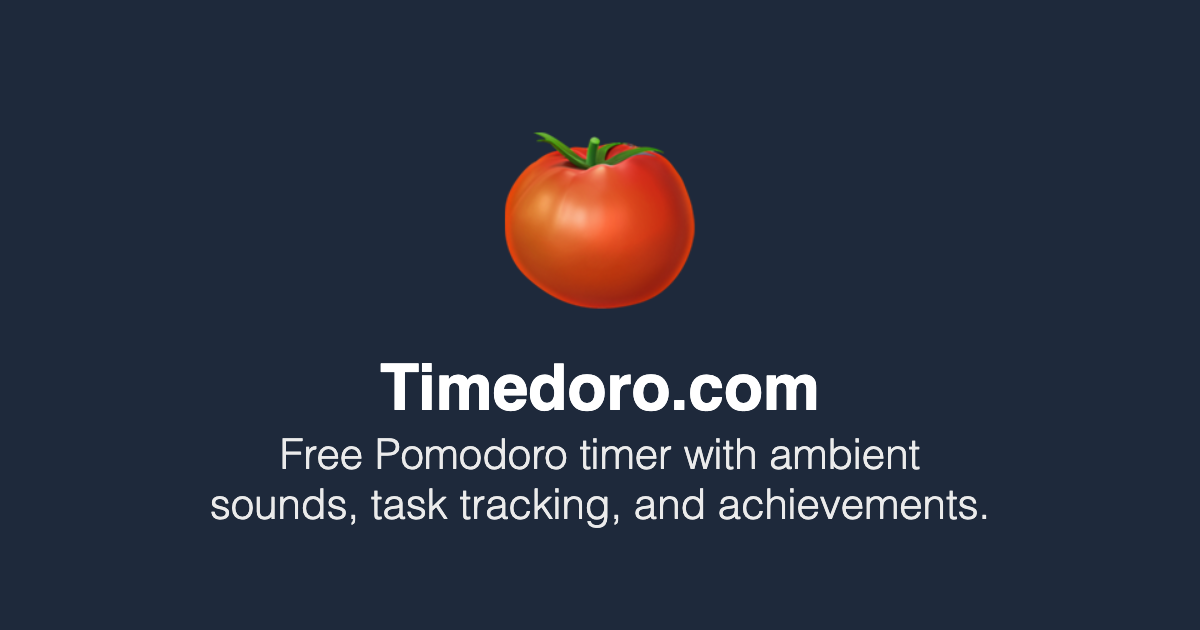 Timedoro.com
Free Pomodoro timer with ambient
sounds, task tracking, and achievements.